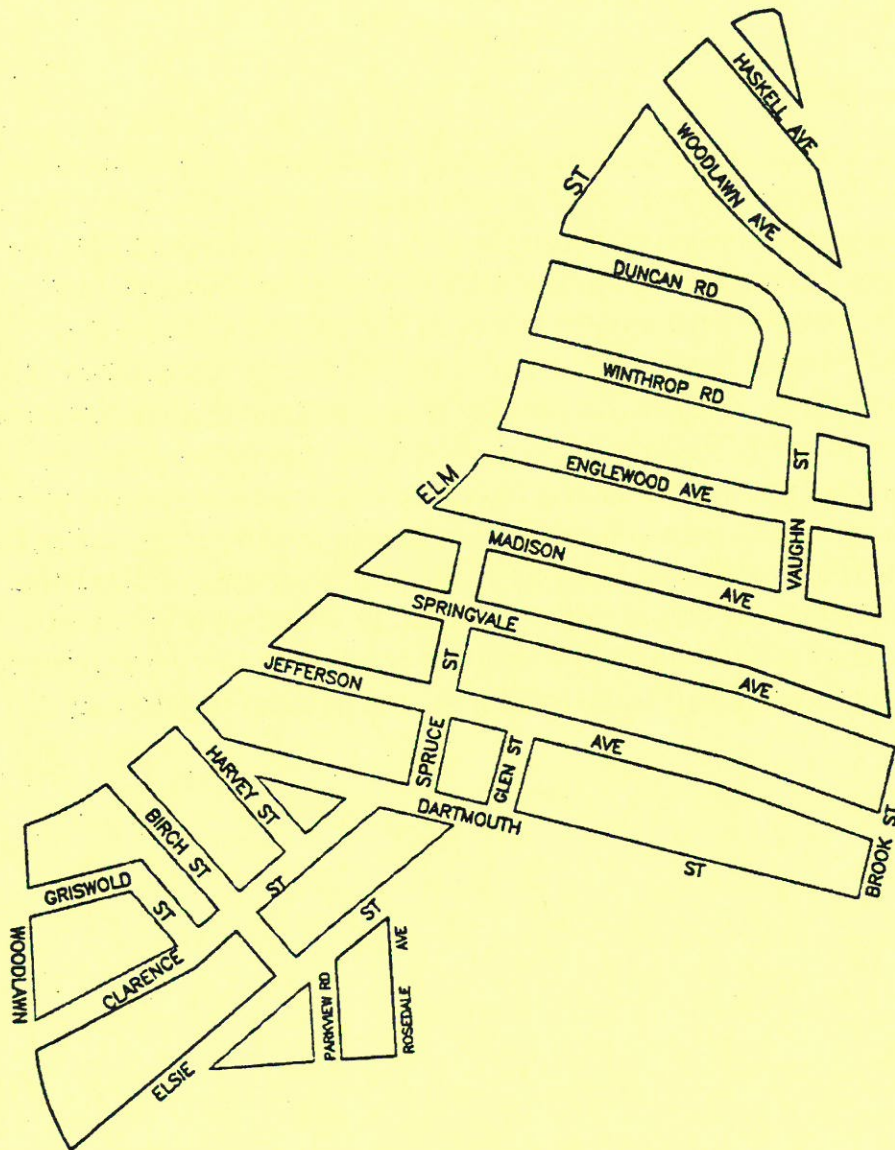 HASKELL AVE
WOODLAWN AVE
ST
DUNCAN RD
WINTHROP RD
ST
ENGLEWOOD AVE
ELM
MADISON
VAUGHN
AVE
SPRINGVALE
ST
JEFFERSON
AVE
HARVEY ST
SPRUCE
GLEN ST
AVE
DARTMOUTH
ST
BROOK
BIRCH ST
ST
ST
GRISWOLD
ST
ST
AVE
WOODLAWN
CLARENCE
PARKVIEW RD
ROSEDALE
ELSIE